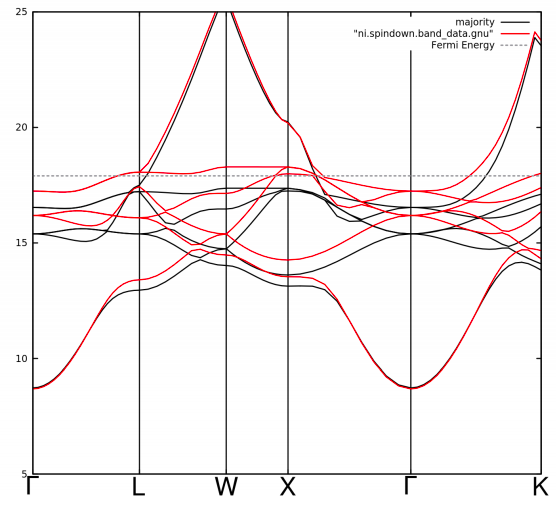 25
majority
"ni.spindown.band_data.gnu"
Fermi Energy
20
15
10
5
Γ L W X Γ K